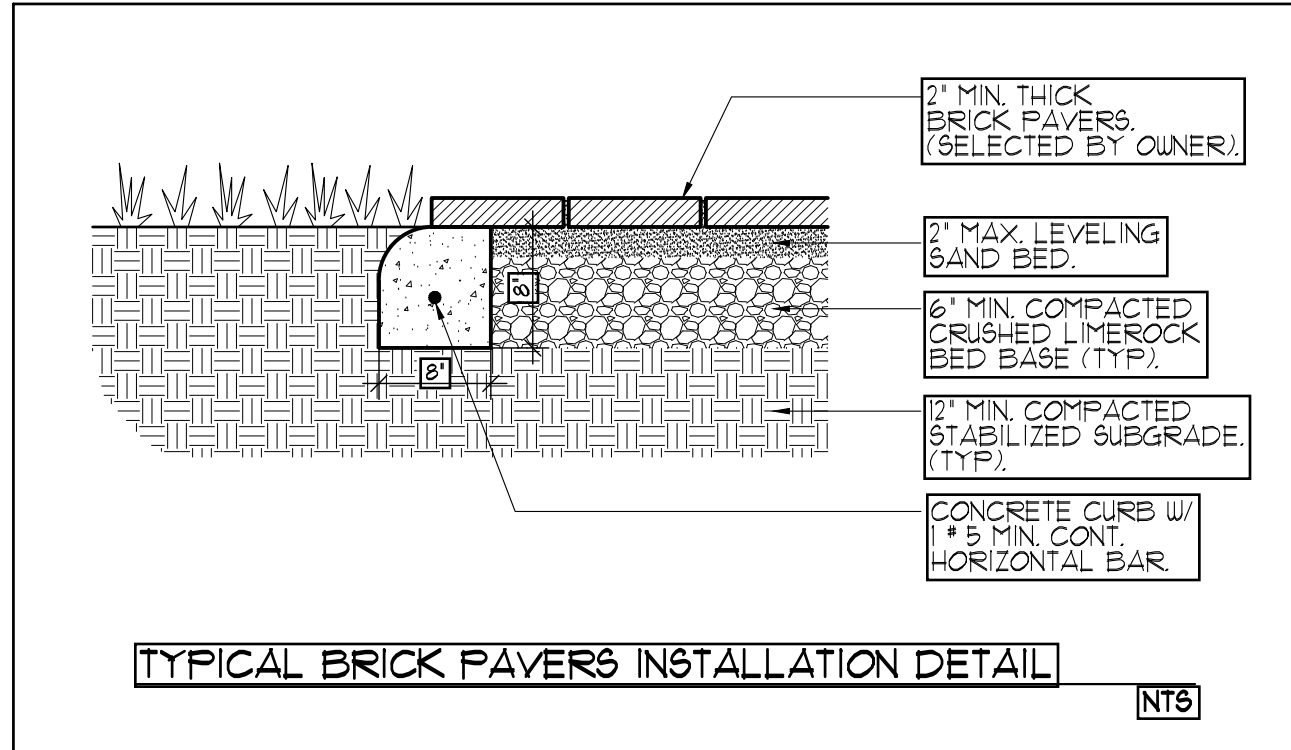 2" MIN. THICK
BRICK PAVERS.
(SELECTED BY OWNER).
2" MAX. LEVELING
SAND BED.
8"
6" MIN. COMPACTED
CRUSHED LIMEROCK
BED BASE (TYP).
8"
12" MIN. COMPACTED
STABILIZED SUBGRADE.
(TYP).
CONCRETE CURB W/
1 # 5 MIN. CONT.
HORIZONTAL BAR.
TYPICAL BRICK PAVERS INSTALLATION DETAIL
NTS